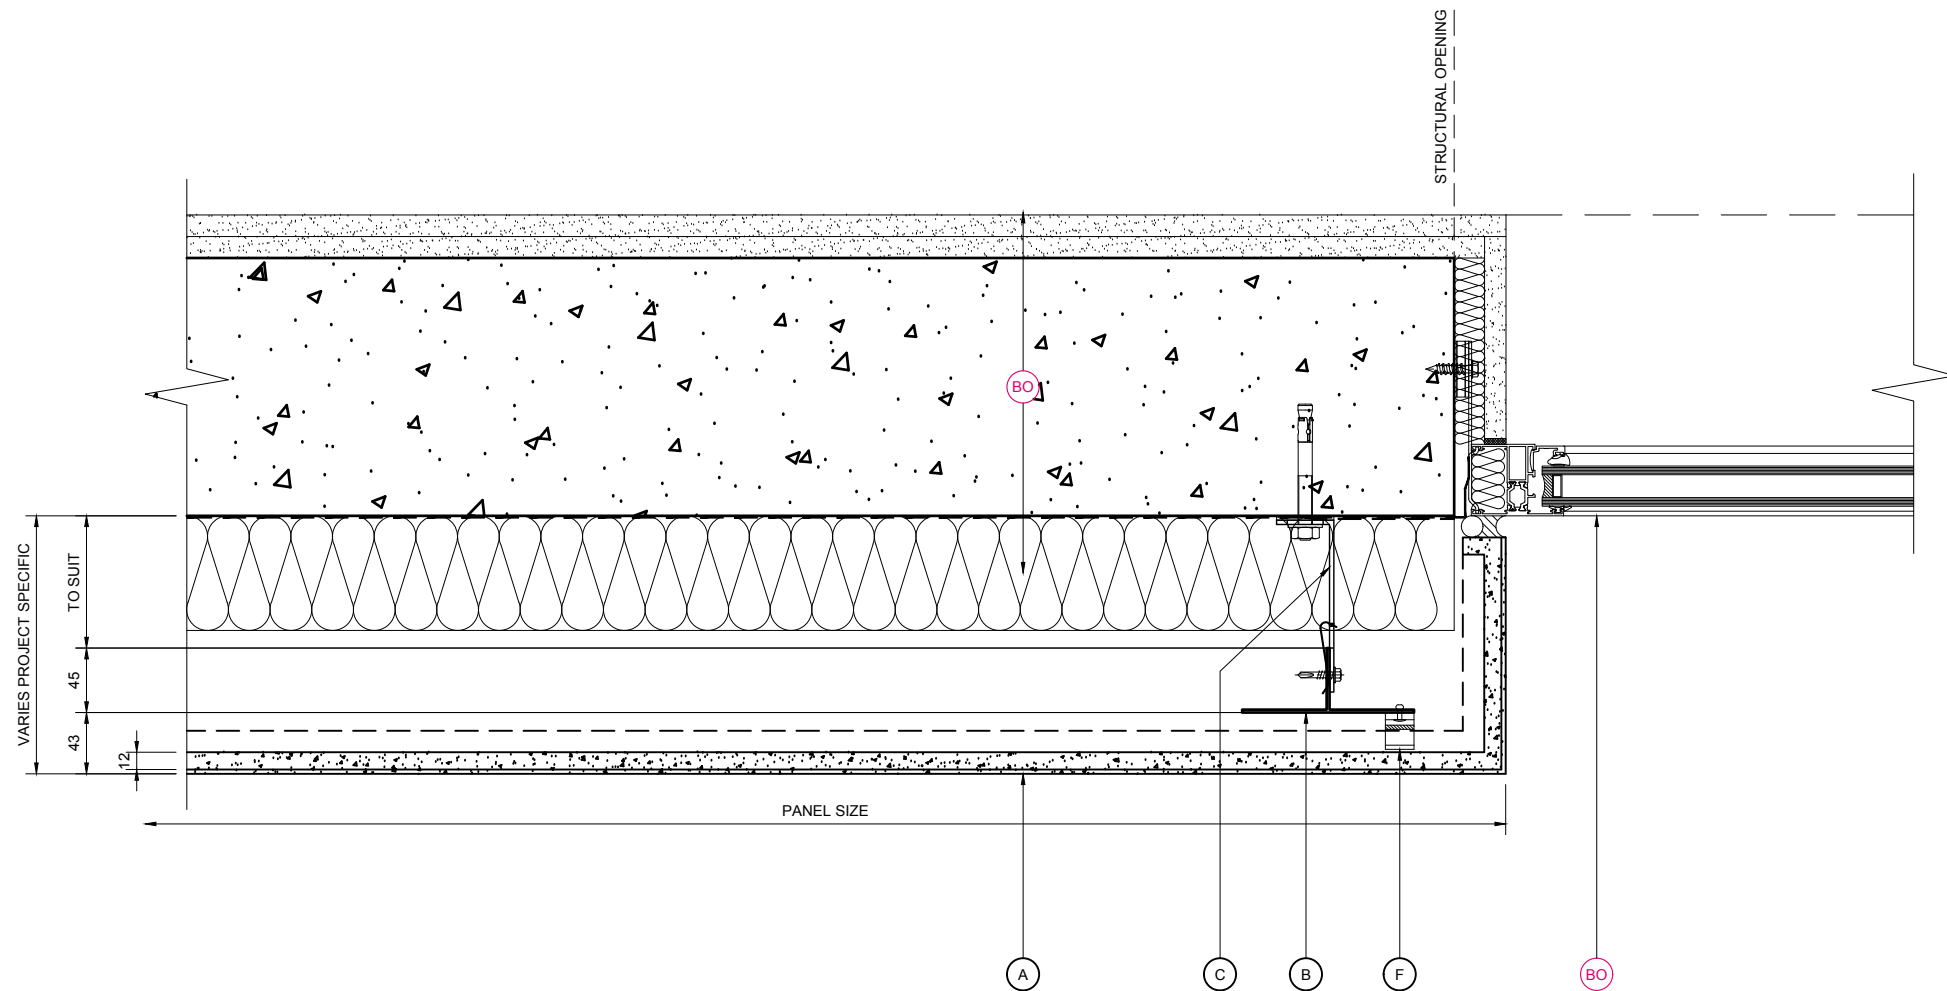 STRUCTURAL OPENING
BO
VARIES PROJECT SPECIFIC
TO SUIT
45
43
12
PANEL SIZE
A
C
B
F
BO